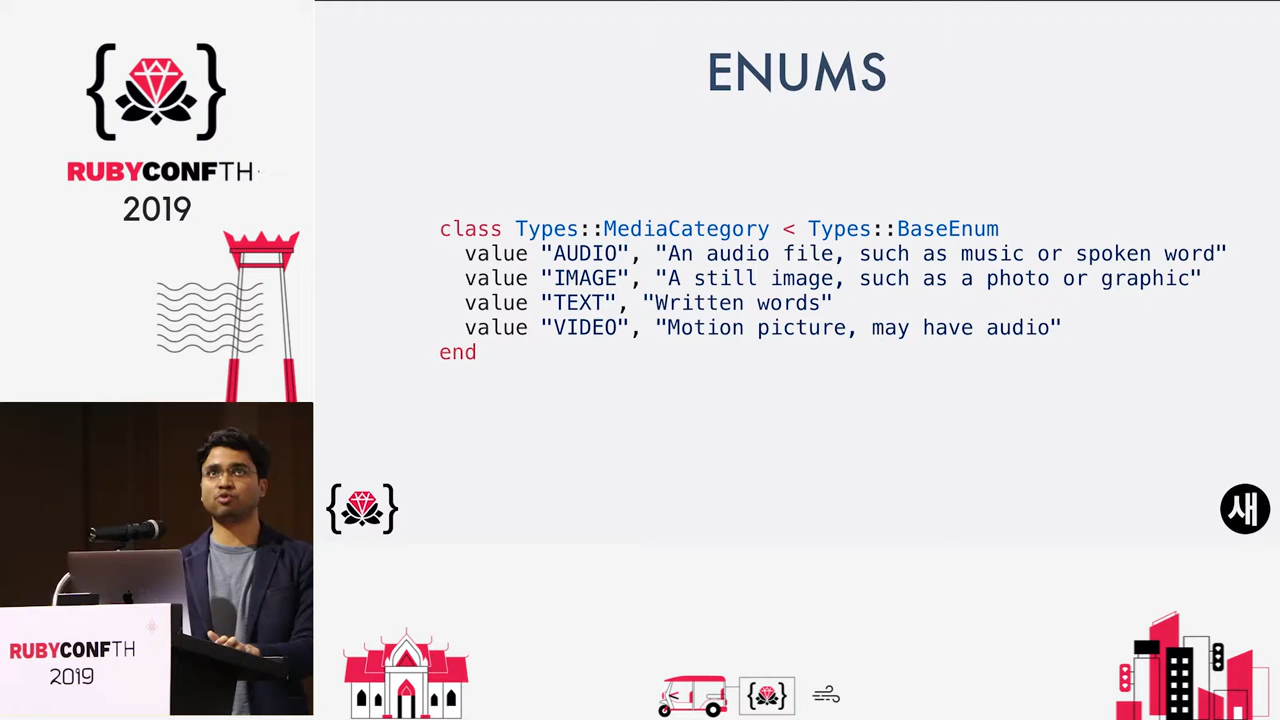 RUBYCONFTH
2019
ENUMS
class Types::MediaCategory < Types::BaseEnum
  value "AUDIO", "An audio file, such as music or spoken word"
  value "IMAGE", "A still image, such as a photo or graphic"
  value "TEXT", "Written words"
  value "VIDEO", "Motion picture, may have audio"
end
새
RUBYCONFTH
2019